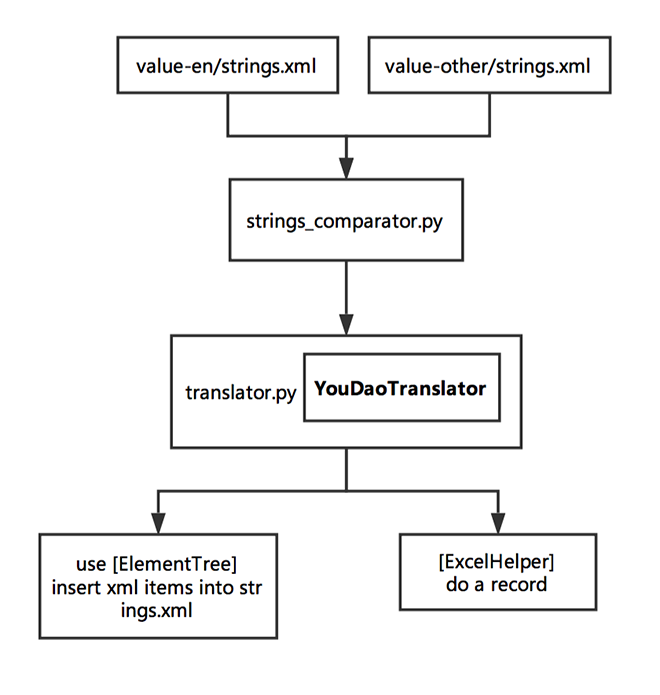 value-en/strings.xml
value-other/strings.xml
strings_comparator.py
translator.py
YouDaoTranslator
use [ElementTree]
insert xml items into str
ings.xml
[ExcelHelper]
do a record